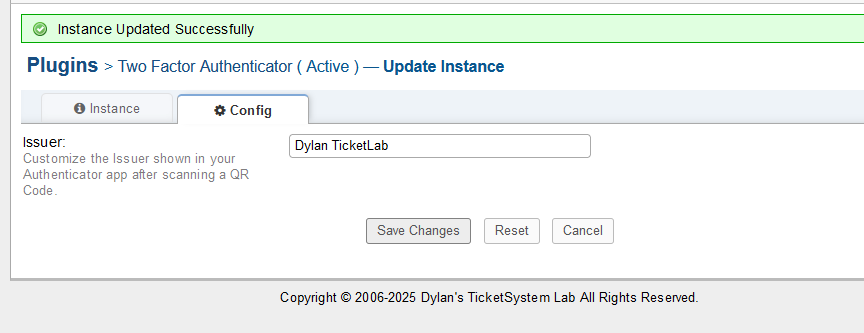 Instance Updated Successfully
Plugins > Two Factor Authenticator ( Active ) — Update Instance
Instance
Config
Issuer:
Dylan TicketLab
Customize the Issuer shown in your
Authenticator app after scanning a QR
Code.
Save Changes
Reset
Cancel
Copyright © 2006-2025 Dylan's TicketSystem Lab All Rights Reserved.